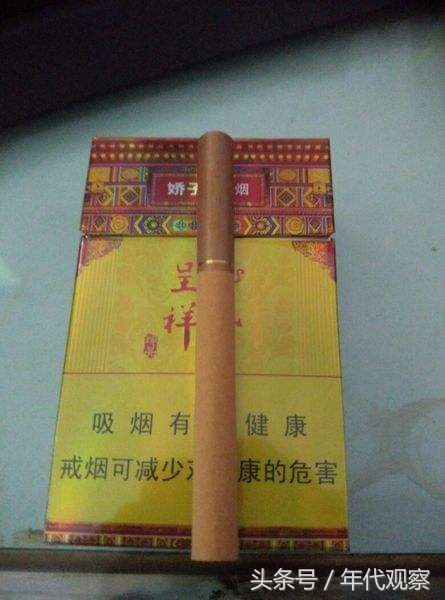 娇子 烟
呈
祥
吸烟有 健康
戒烟可减少 康的危害
头条号 / 年代观察